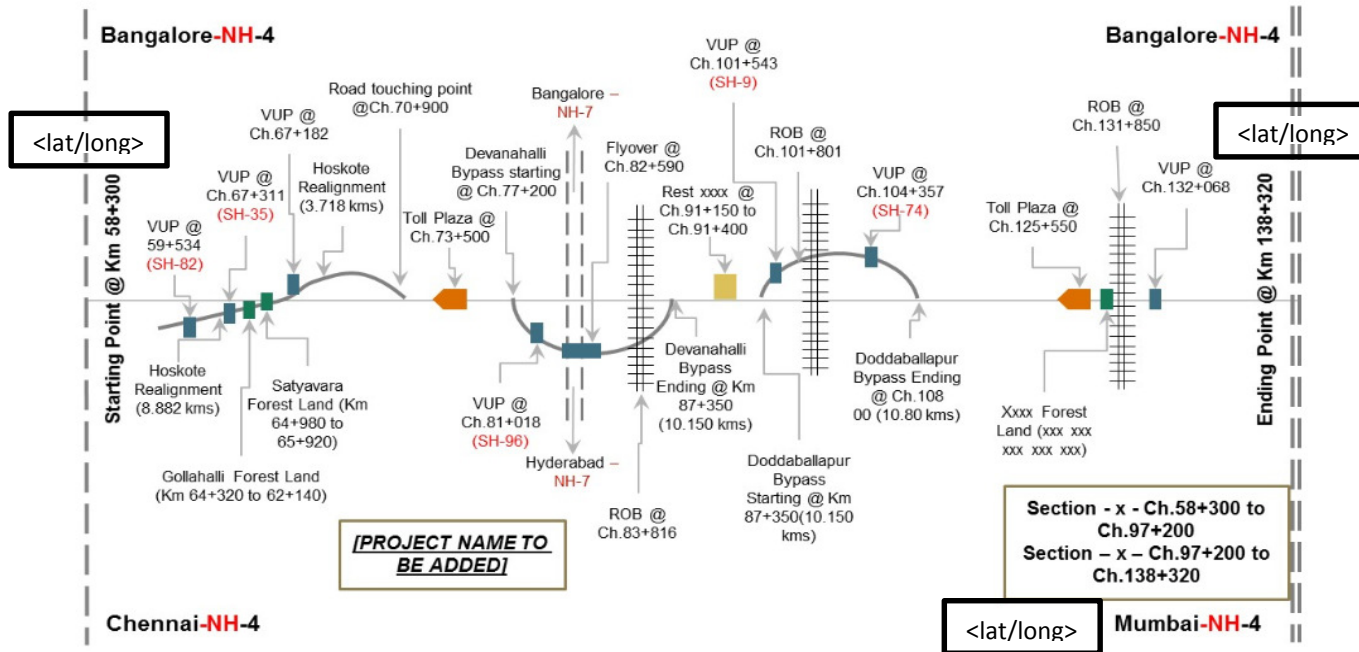 Bangalore-NH-4
Bangalore-NH-4
<lat/long>
<lat/long>
Starting Point @ Km 58+300
Ending Point @ Km 138+320
VUP @
59+534
(SH-82)
VUP @
Ch.67+311
(SH-35)
VUP @
Ch.67+182
Hoskote
Realignment
(3.718 kms)
Road touching point
@Ch.70+900
Toll Plaza @
Ch.73+500
Devanahalli
Bypass starting
@ Ch.77+200
Bangalore –
NH-7
Flyover @
Ch.82+590
Rest xxxx @
Ch.91+150 to
Ch.91+400
VUP @
Ch.101+543
(SH-9)
ROB @
Ch.101+801
VUP @
Ch.104+357
(SH-74)
Toll Plaza @
Ch.125+550
ROB @
Ch.131+850
VUP @
Ch.132+068
Hoskote
Realignment
(8.882 kms)
Gollahalli Forest Land
(Km 64+320 to 62+140)
Satyavara
Forest Land (Km
64+980 to
65+920)
VUP @
Ch.81+018
(SH-96)
Hyderabad –
NH-7
ROB @
Ch.83+816
Devanahalli
Bypass
Ending @ Km
87+350
(10.150 kms)
Doddaballapur
Bypass
Starting @ Km
87+350(10.150
kms)
Doddaballapur
Bypass Ending
@ Ch.108
00 (10.80 kms)
Xxxx Forest
Land (xxx xxx
xxx xxx xxx)
[PROJECT NAME TO
BE ADDED]
Section - x - Ch.58+300 to
Ch.97+200
Section – x – Ch.97+200 to
Ch.138+320
Chennai-NH-4
<lat/long>
Mumbai-NH-4